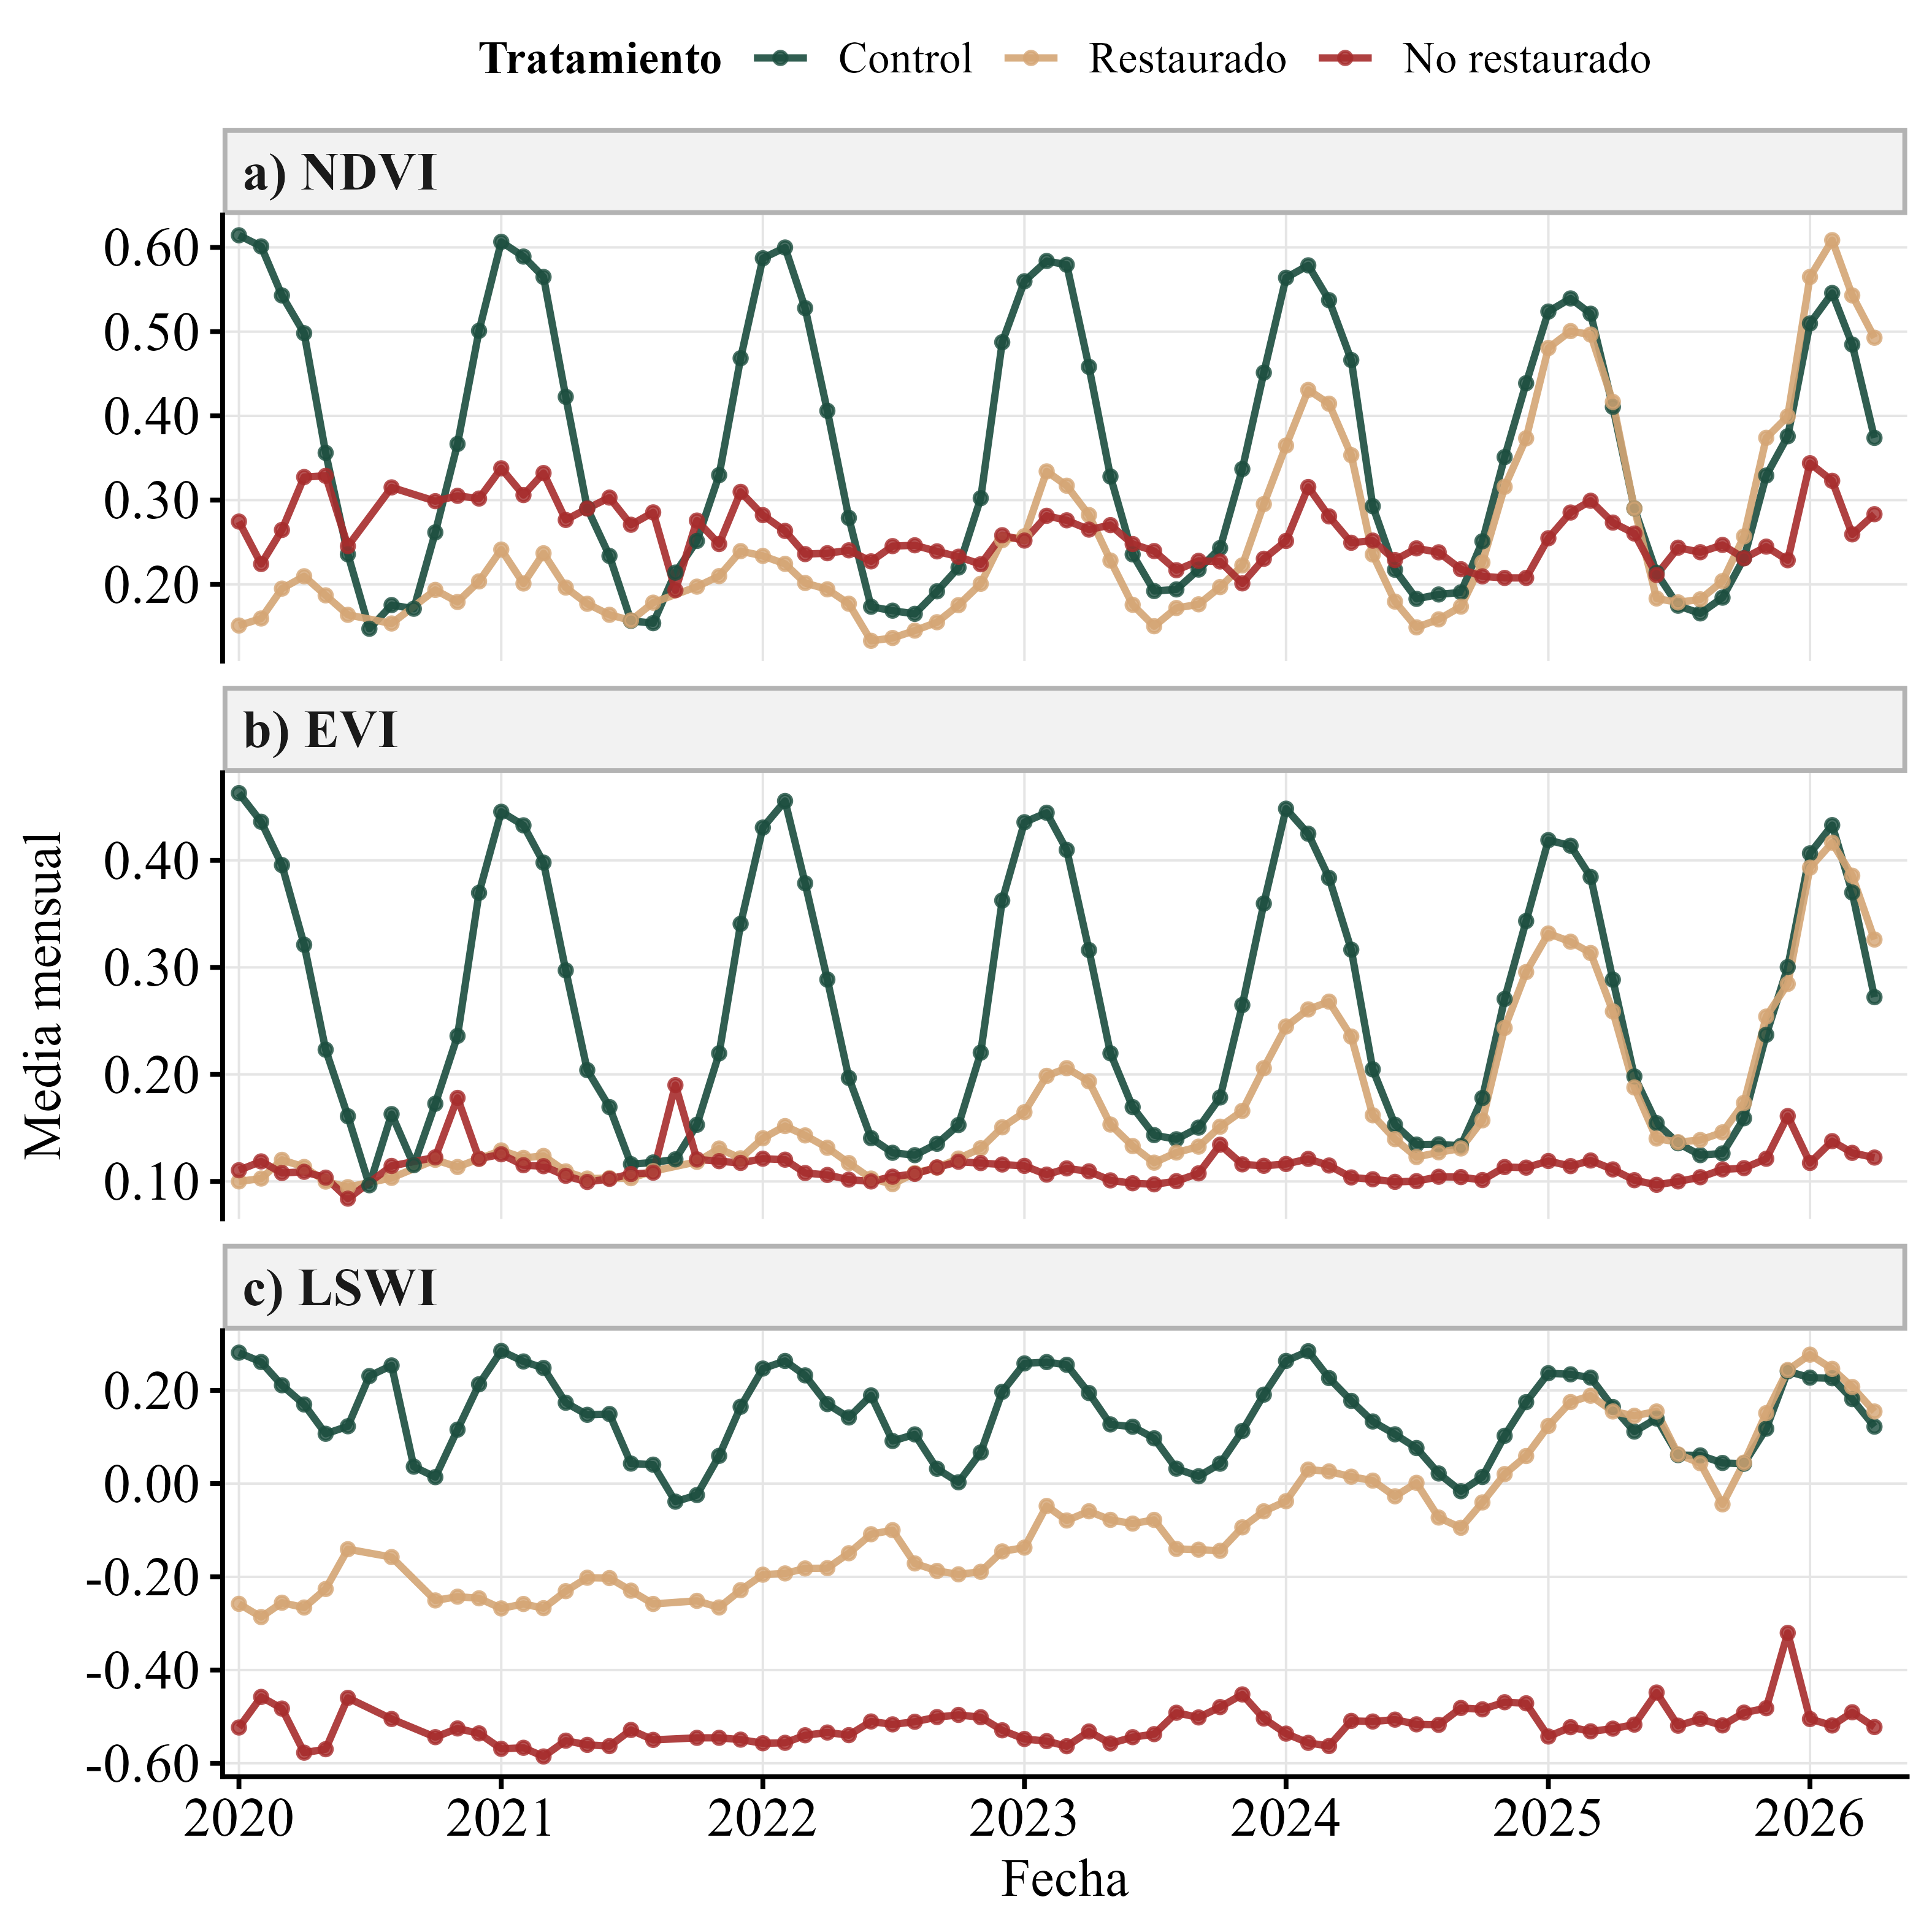 Tratamiento Control Restaurado No restaurado
a) NDVI
0.60
0.50
0.40
0.30
0.20
b) EVI
0.40
0.30
0.20
0.10
Media mensual
c) LSWI
0.20
0.00
-0.20
-0.40
-0.60
2020 2021 2022 2023 2024 2025 2026
Fecha